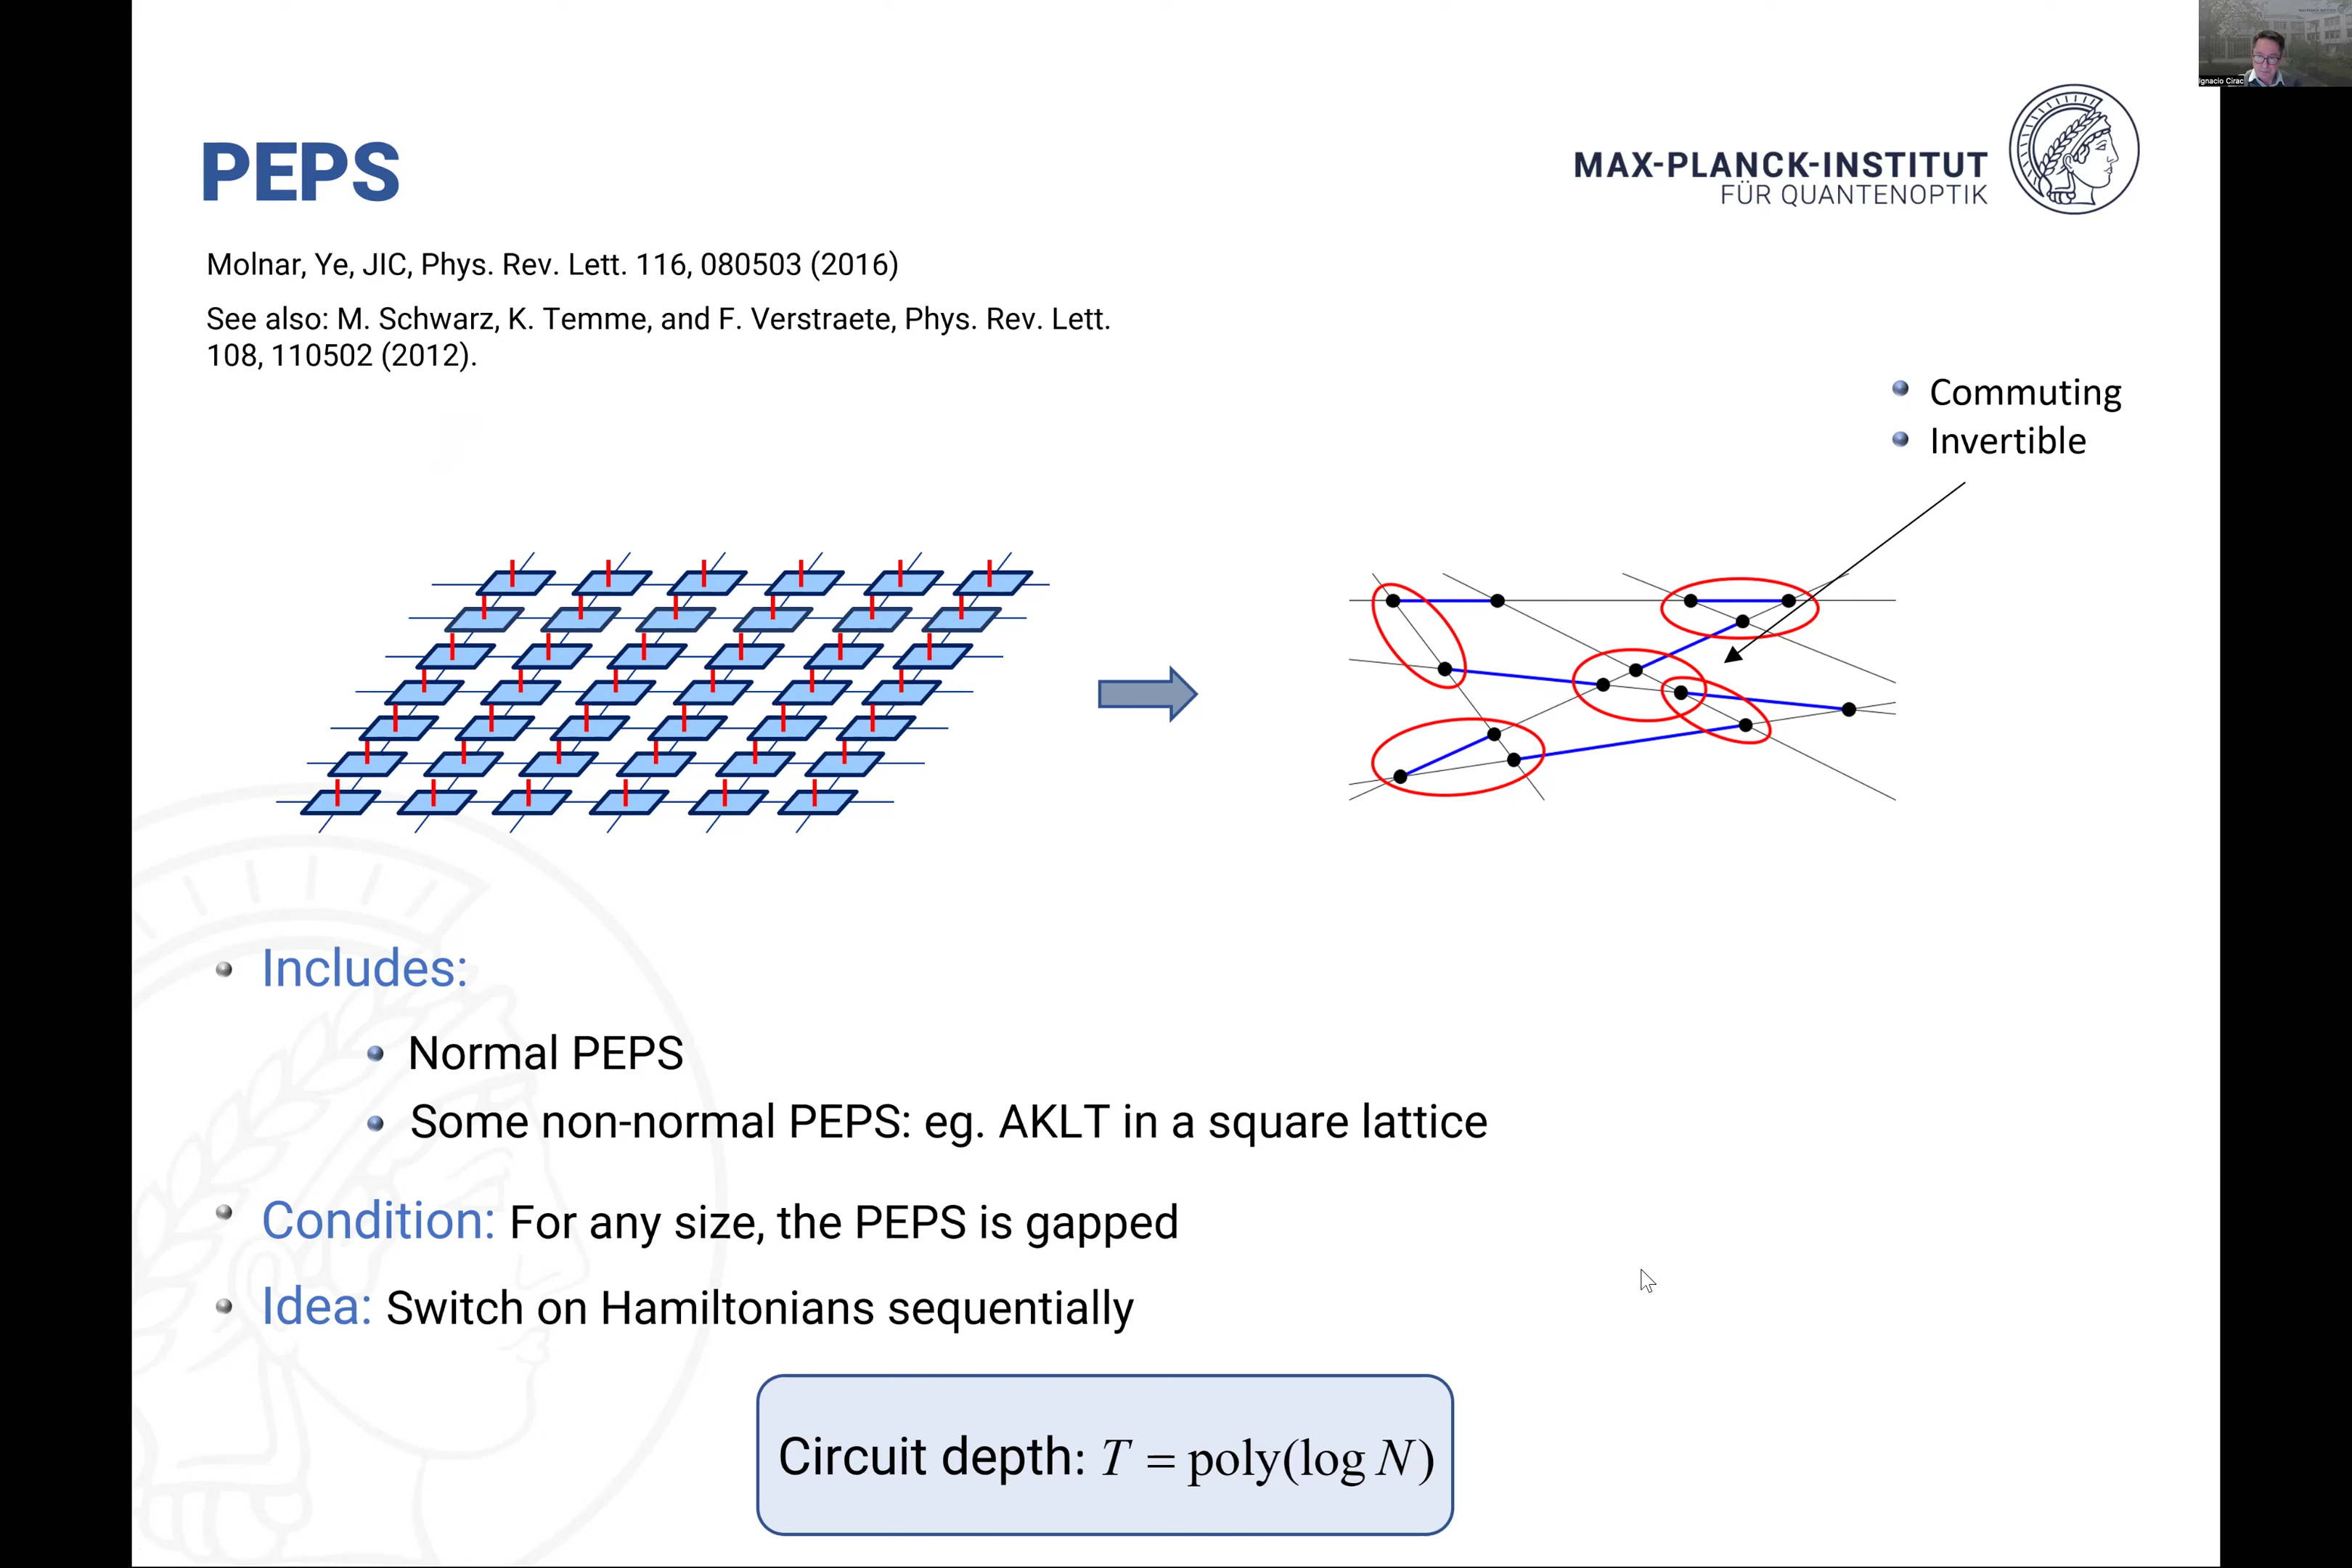 Ignacio Cirac
PEPS
MAX-PLANCK-INSTITUT
FÜR QUANTENOPTIK
Molnar, Ye, JIC, Phys. Rev. Lett. 116, 080503 (2016)
See also: M. Schwarz, K. Temme, and F. Verstraete, Phys. Rev. Lett.
108, 110502 (2012).
Commuting
Invertible
Includes:
Normal PEPS
Some non-normal PEPS: eg. AKLT in a square lattice
Condition: For any size, the PEPS is gapped
Idea: Switch on Hamiltonians sequentially
Circuit depth: T = poly(log N)